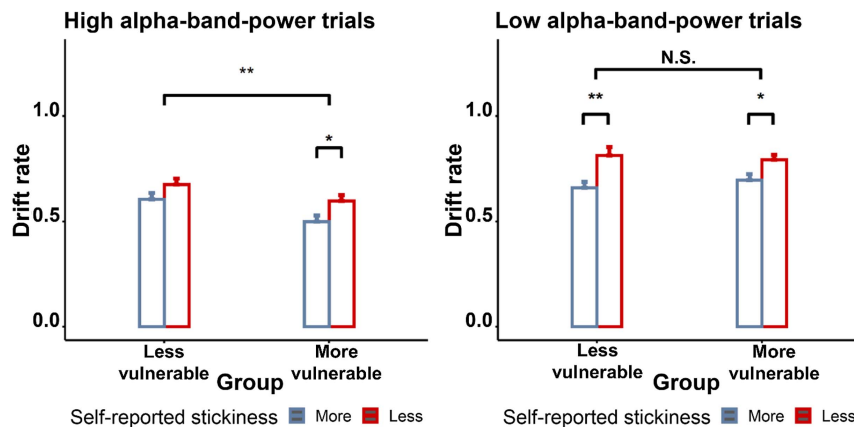 High alpha-band-power trials
**
*
1.0
0.5
0.0
Drift rate
Less vulnerable
More vulnerable
Group
Self-reported stickiness More Less
Low alpha-band-power trials
N.S.
**
*
1.0
0.5
0.0
Drift rate
Less vulnerable
More vulnerable
Group
Self-reported stickiness More Less